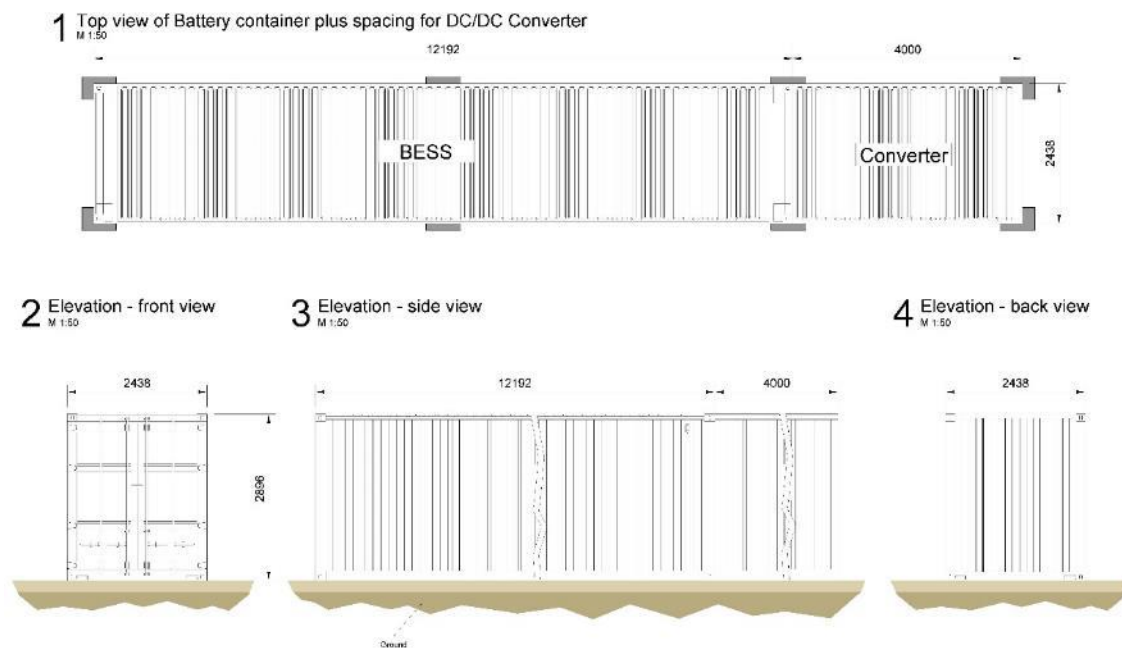 1 Top view of Battery container plus spacing for DC/DC Converter
M 1:50
12192
4000
BESS
Converter
2438
2 Elevation - front view
M 1:50
3 Elevation - side view
M 1:50
4 Elevation - back view
M 1:50
2438
12192
4000
2438
2896
Ground